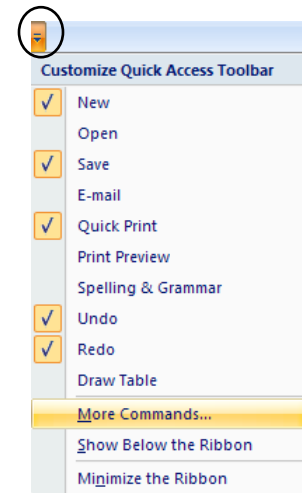 Customize Quick Access Toolbar
New
Open
Save
E-mail
Quick Print
Print Preview
Spelling & Grammar
Undo
Redo
Draw Table
More Commands...
Show Below the Ribbon
Minimize the Ribbon